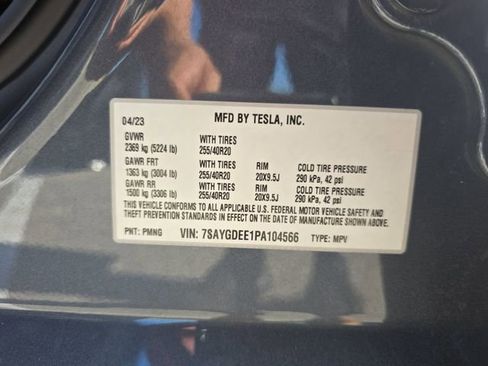 04/23 MFD BY TESLA, INC.
GVWR WITH TIRES
2369 kg (5224 lb) 255/40R20
GAWR FRT WITH TIRES RIM COLD TIRE PRESSURE
1363 kg (3004 lb) 255/40R20 20X9.5J 290 kPa, 42 psi
GAWR RR WITH TIRES RIM COLD TIRE PRESSURE
1500 kg (3306 lb) 255/40R20 20X9.5J 290 kPa, 42 psi
THIS VEHICLE CONFORMS TO ALL APPLICABLE U.S. FEDERAL MOTOR VEHICLE SAFETY AND
THEFT PREVENTION STANDARDS IN EFFECT ON THE DATE OF MANUFACTURE SHOWN ABOVE.
PNT: PMNG VIN: 7SAYGDEE1PA104566 TYPE: MPV